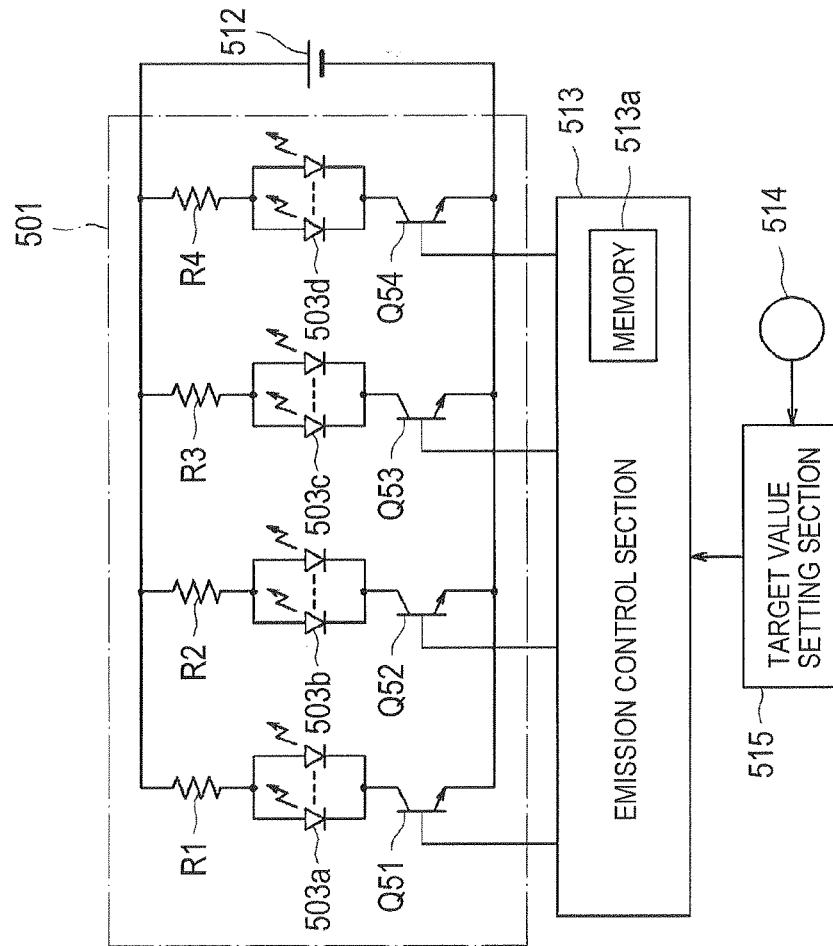 501
512
R1
R2
R3
R4
503a
503b
503c
503d
Q51
Q52
Q53
Q54
513
513a
EMISSION CONTROL SECTION
MEMORY
514
515
TARGET VALUE
SETTING SECTION